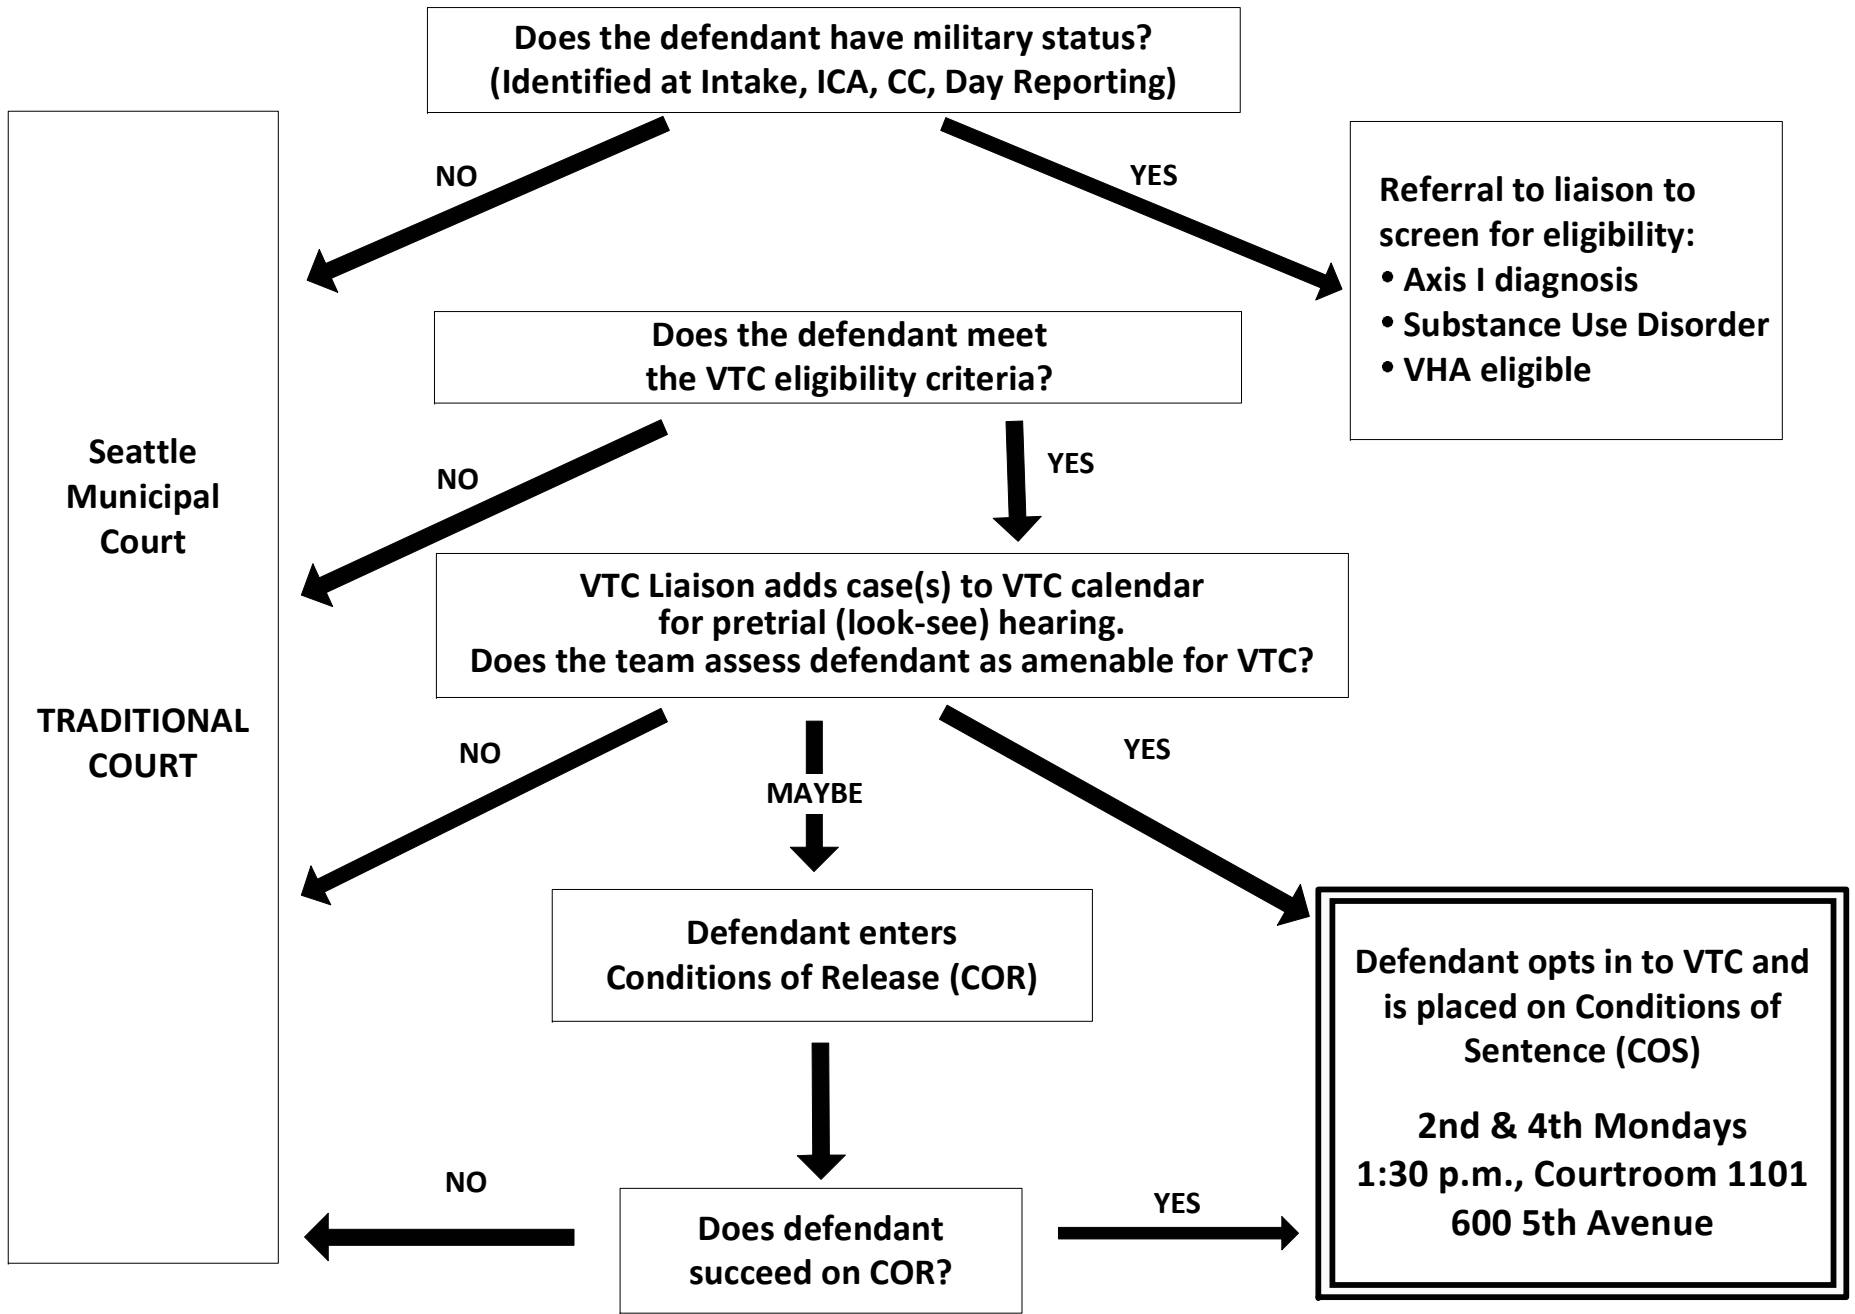 Does the defendant have military status?
(Identified at Intake, ICA, CC, Day Reporting)
NO
YES
Referral to liaison to
screen for eligibility:
• Axis I diagnosis
• Substance Use Disorder
• VHA eligible
Does the defendant meet
the VTC eligibility criteria?
NO
YES
Seattle
Municipal
Court
TRADITIONAL
COURT
VTC Liaison adds case(s) to VTC calendar
for pretrial (look-see) hearing.
Does the team assess defendant as amenable for VTC?
NO
MAYBE
YES
Defendant enters
Conditions of Release (COR)
Defendant opts in to VTC and
is placed on Conditions of
Sentence (COS)
2nd & 4th Mondays
1:30 p.m., Courtroom 1101
600 5th Avenue
NO
YES
Does defendant
succeed on COR?